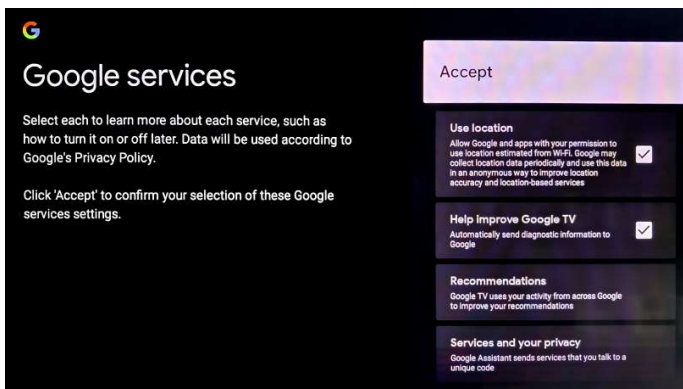 Google services
Select each to learn more about each service, such as
how to turn it on or off later. Data will be used according to
Google's Privacy Policy.
Click 'Accept' to confirm your selection of these Google
services settings.
Accept
Use location
Allow Google and apps with your permission to
use location estimated from Wi-Fi. Google may
collect location data periodically and use this data
in an anonymous way to improve location
accuracy and location-based services
Help improve Google TV
Automatically send diagnostic information to
Google
Recommendations
Google TV uses your activity from across Google
to improve your recommendations
Services and your privacy
Google Assistant sends services that you talk to a
unique code